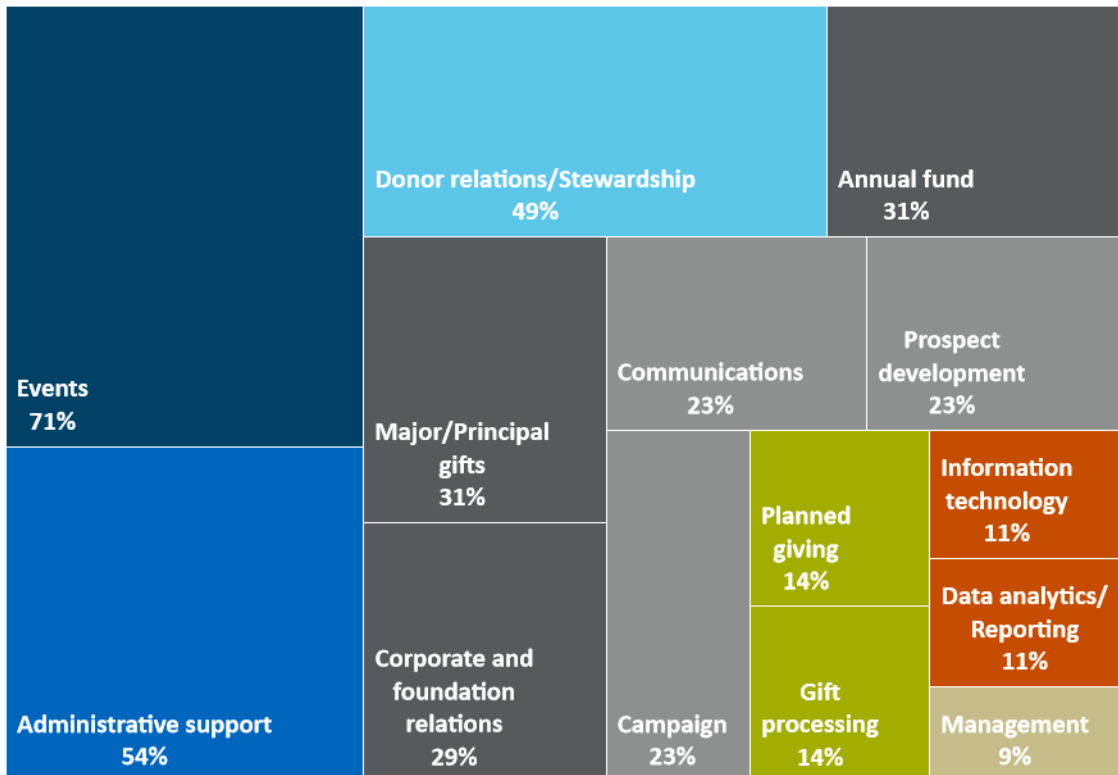 Events
71%
Administrative support
54%
Donor relations/Stewardship
49%
Annual fund
31%
Major/Principal
gifts
31%
Corporate and
foundation
relations
29%
Communications
23%
Prospect
development
23%
Campaign
23%
Planned
giving
14%
Gift
processing
14%
Information
technology
11%
Data analytics/
Reporting
11%
Management
9%